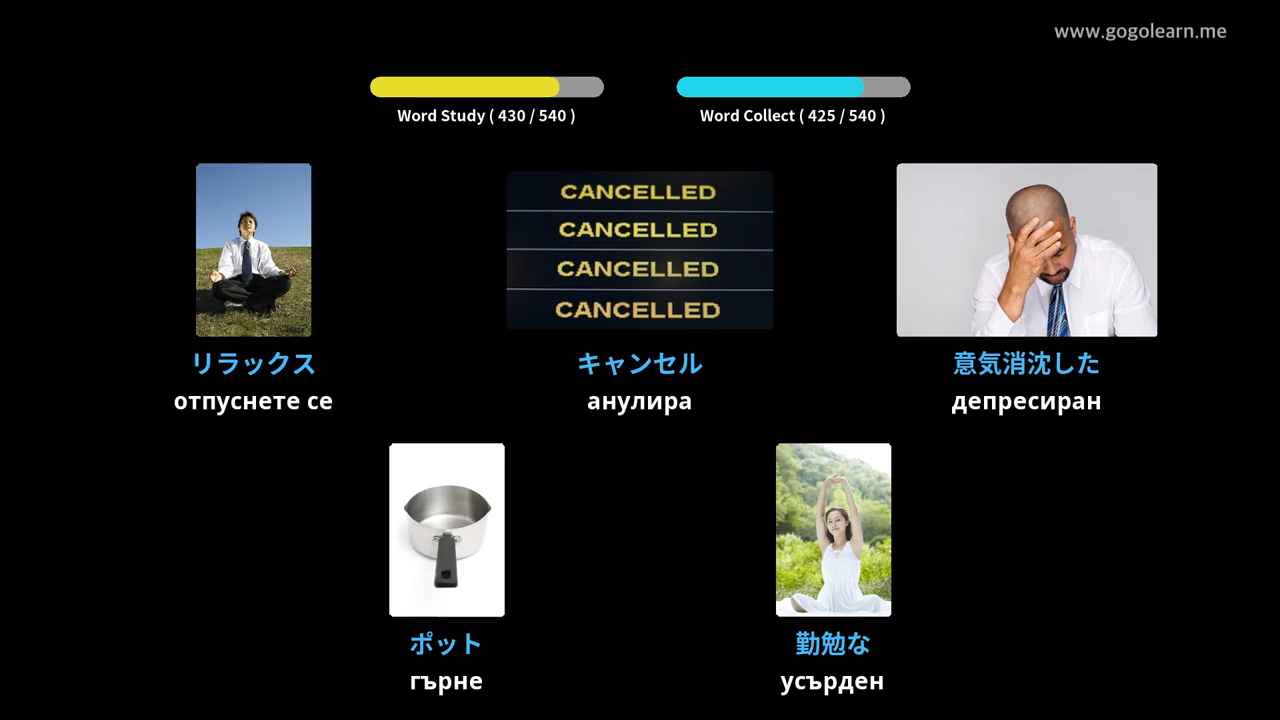 www.gogolearn.me
Word Study ( 430 / 540 )
Word Collect ( 425 / 540 )
CANCELLED
CANCELLED
CANCELLED
CANCELLED
リラックス
キャンセル
意気消沈した
отпуснете се
анулира
депресиран
ポット
勤勉な
гърне
усърден